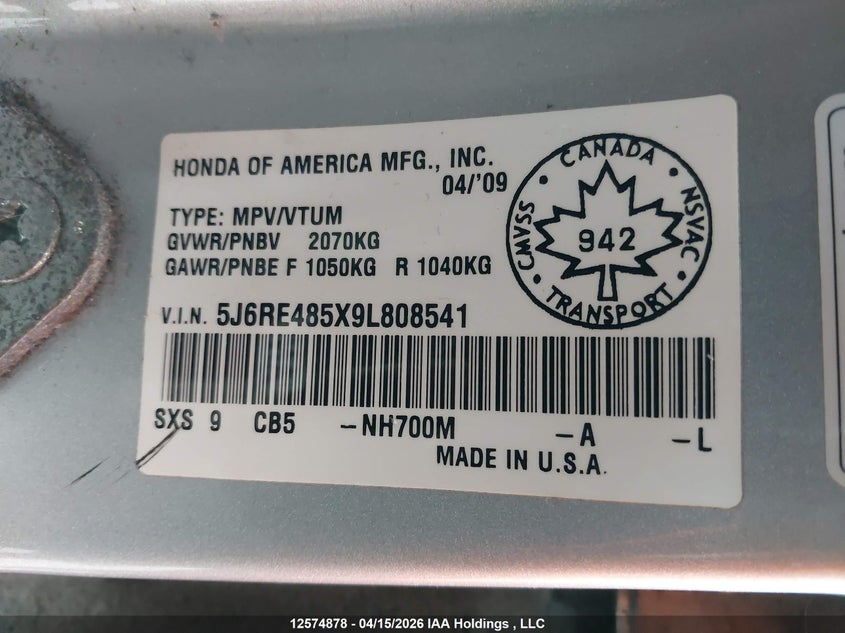 HONDA OF AMERICA MFG., INC.
04/'09
TYPE: MPV/VTUM
GVWR/PNBV 2070KG
GAWR/PNBE F 1050KG R 1040KG
V.I.N. 5J6RE485X9L808541
SXS 9 CB5 -NH700M -A -L
MADE IN U.S.A.
CANADA
CMVSS
942
NSVAC
TRANSPORT
12574878 - 04/15/2026 IAA Holdings , LLC